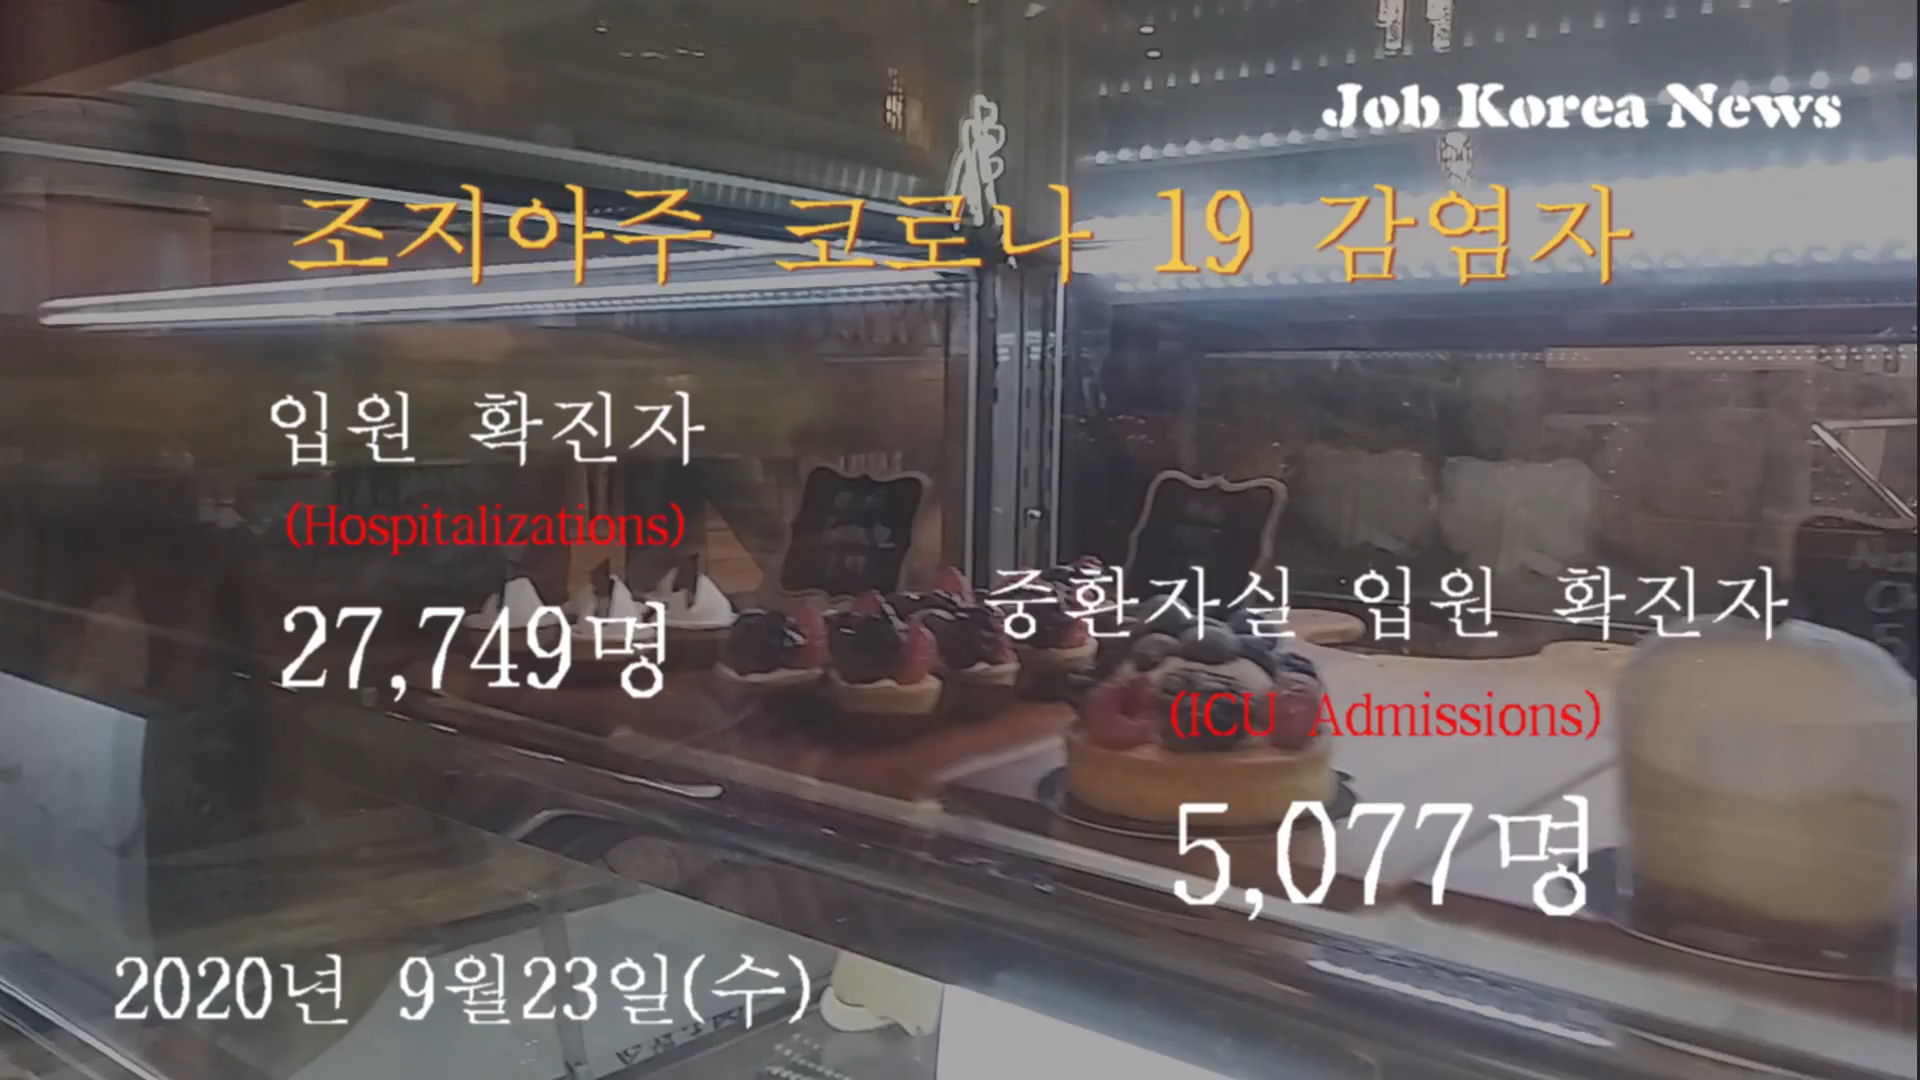 Job Korea News
조지아주 코로나 19 감염자
입원 확진자
(Hospitalizations)
27,749명
중환자실 입원 확진자
(ICU Admissions)
5,077명
2020년 9월23일(수)